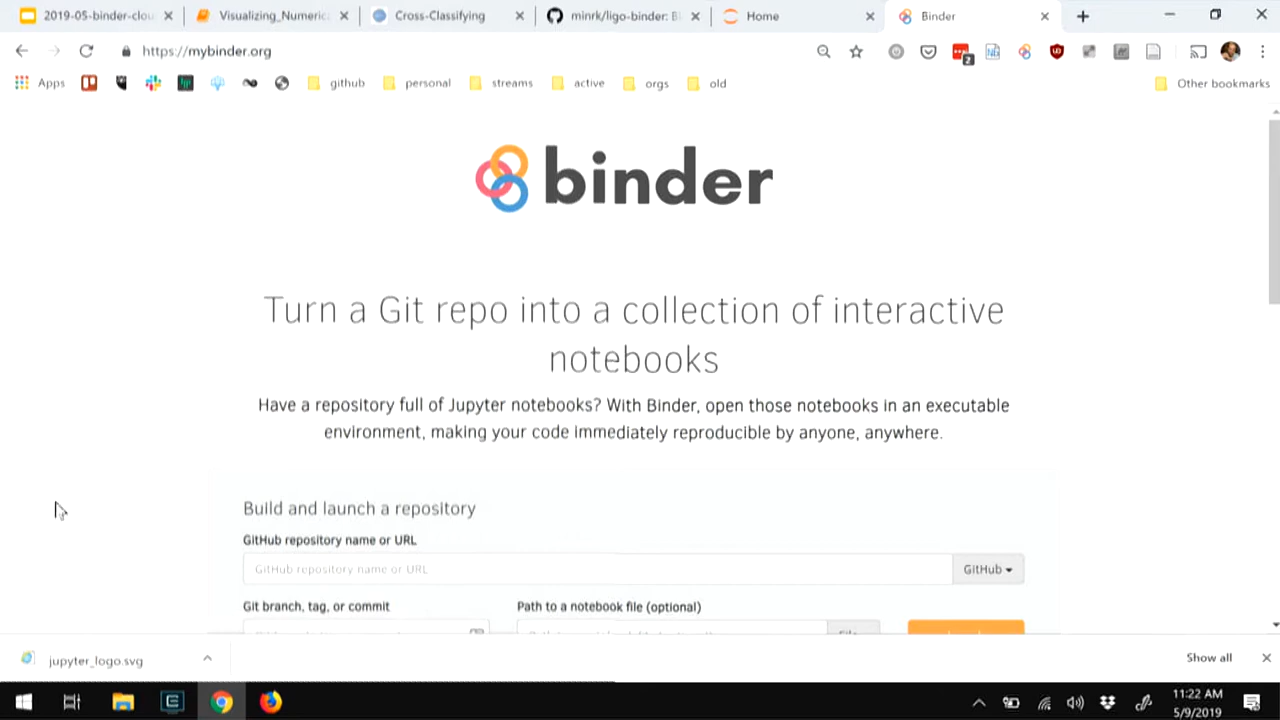 2019-05-binder-clou
Visualizing_Numeric
Cross-Classifying
minrk/ligo-binder: Bi
Home
Binder
https://mybinder.org
2
Apps
github
personal
streams
active
orgs
old
Other bookmarks
binder
Turn a Git repo into a collection of interactive
notebooks
Have a repository full of Jupyter notebooks? With Binder, open those notebooks in an executable
environment, making your code immediately reproducible by anyone, anywhere.
Build and launch a repository
GitHub repository name or URL
GitHub repository name or URL
GitHub
Git branch, tag, or commit
Path to a notebook file (optional)
jupyter_logo.svg
Show all
11:22 AM
5/9/2019